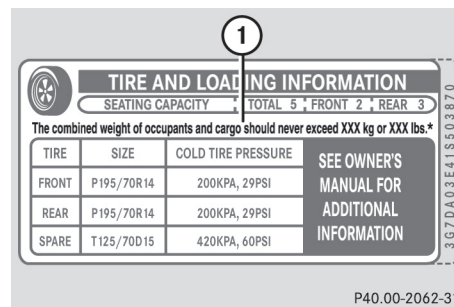 1
TIRE AND LOADING INFORMATION
SEATING CAPACITY TOTAL 5 FRONT 2 REAR 3
The combined weight of occupants and cargo should never exceed XXX kg or XXX lbs.*
TIRE SIZE COLD TIRE PRESSURE
FRONT P195/70R14 200KPA, 29PSI
REAR P195/70R14 200KPA, 29PSI
SPARE T125/70D15 420KPA, 60PSI
SEE OWNER'S
MANUAL FOR
ADDITIONAL
INFORMATION
3G7DA03E41S503870
P40.00-2062-3